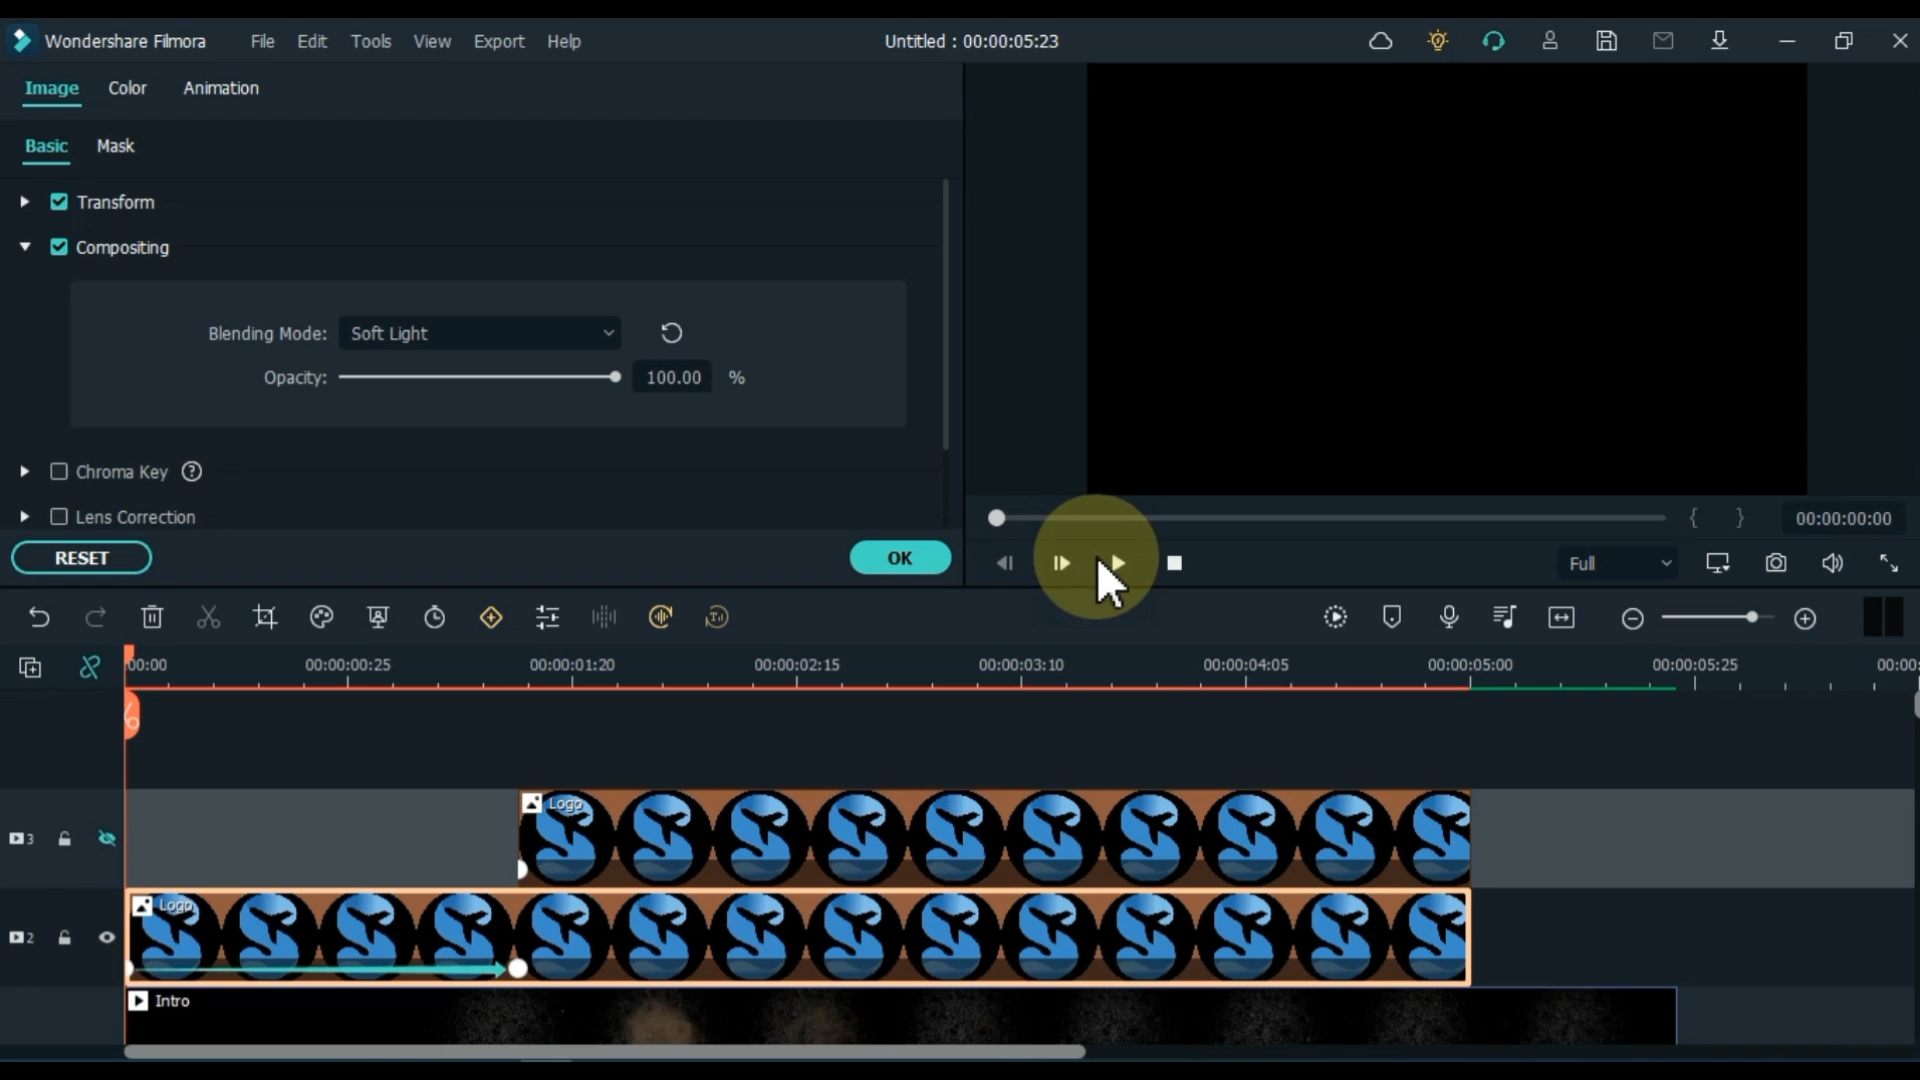 Wondershare Filmora File Edit Tools View Export Help Untitled : 00:00:05:23
Image Color Animation
Basic Mask
Transform
Compositing
Blending Mode: Soft Light
Opacity: 100.00 %
Chroma Key ?
Lens Correction
RESET OK
{ } 00:00:00:00
Full
00:00 00:00:00:25 00:00:01:20 00:00:02:15 00:00:03:10 00:00:04:05 00:00:05:00 00:00:05:25 00:00:
Logo
3
Logo
2
Intro